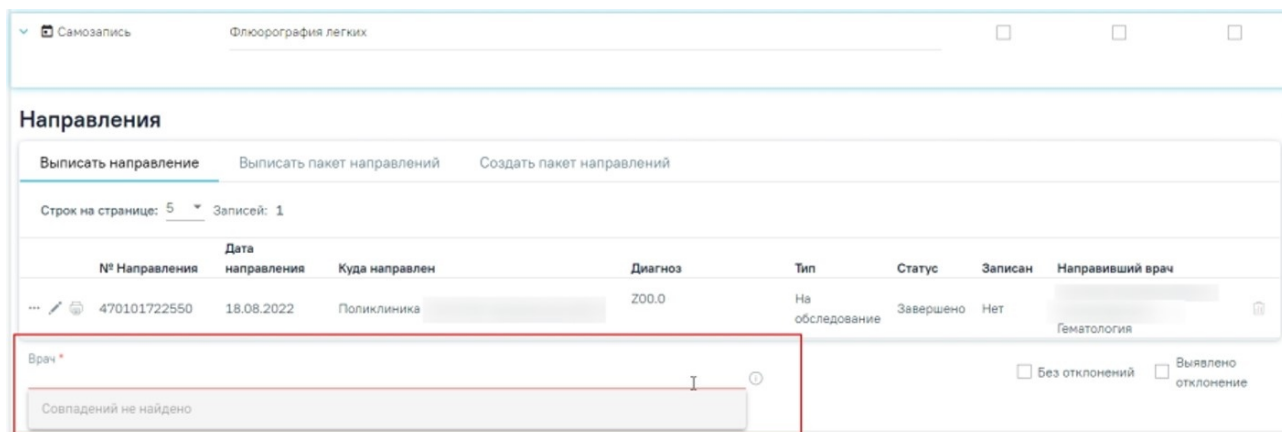 Самозапись Флюорография легких
Направления
Выписать направление Выписать пакет направлений Создать пакет направлений
Строк на странице: 5 Записей: 1
№ Направления Дата направления Куда направлен Диагноз Тип Статус Записан Направивший врач
470101722550 18.08.2022 Поликлиника Z00.0 На обследование Завершено Нет
Гематология
Врач *
Без отклонений Выявлено отклонение
Совпадений не найдено